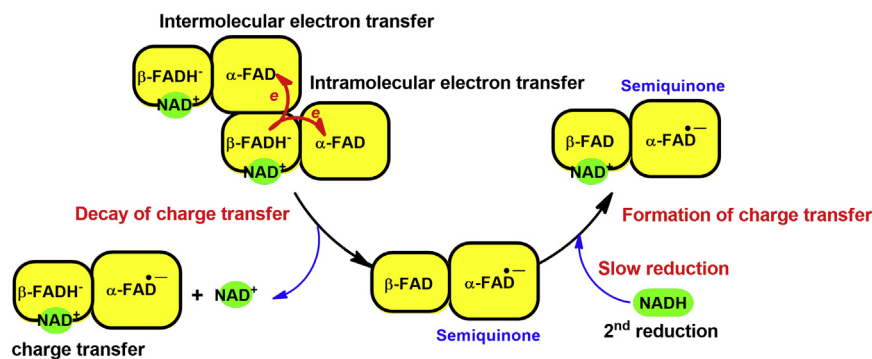 Intermolecular electron transfer
β-FADH⁻
α-FAD
NAD⁺
e
Intramolecular electron transfer
e
β-FADH⁻
α-FAD
NAD⁺
Semiquinone
β-FAD
α-FAD•−
NAD⁺
Decay of charge transfer
Formation of charge transfer
β-FADH⁻
α-FAD•−
NAD⁺
+ NAD⁺
charge transfer
β-FAD
α-FAD•−
Semiquinone
Slow reduction
NADH
2nd reduction